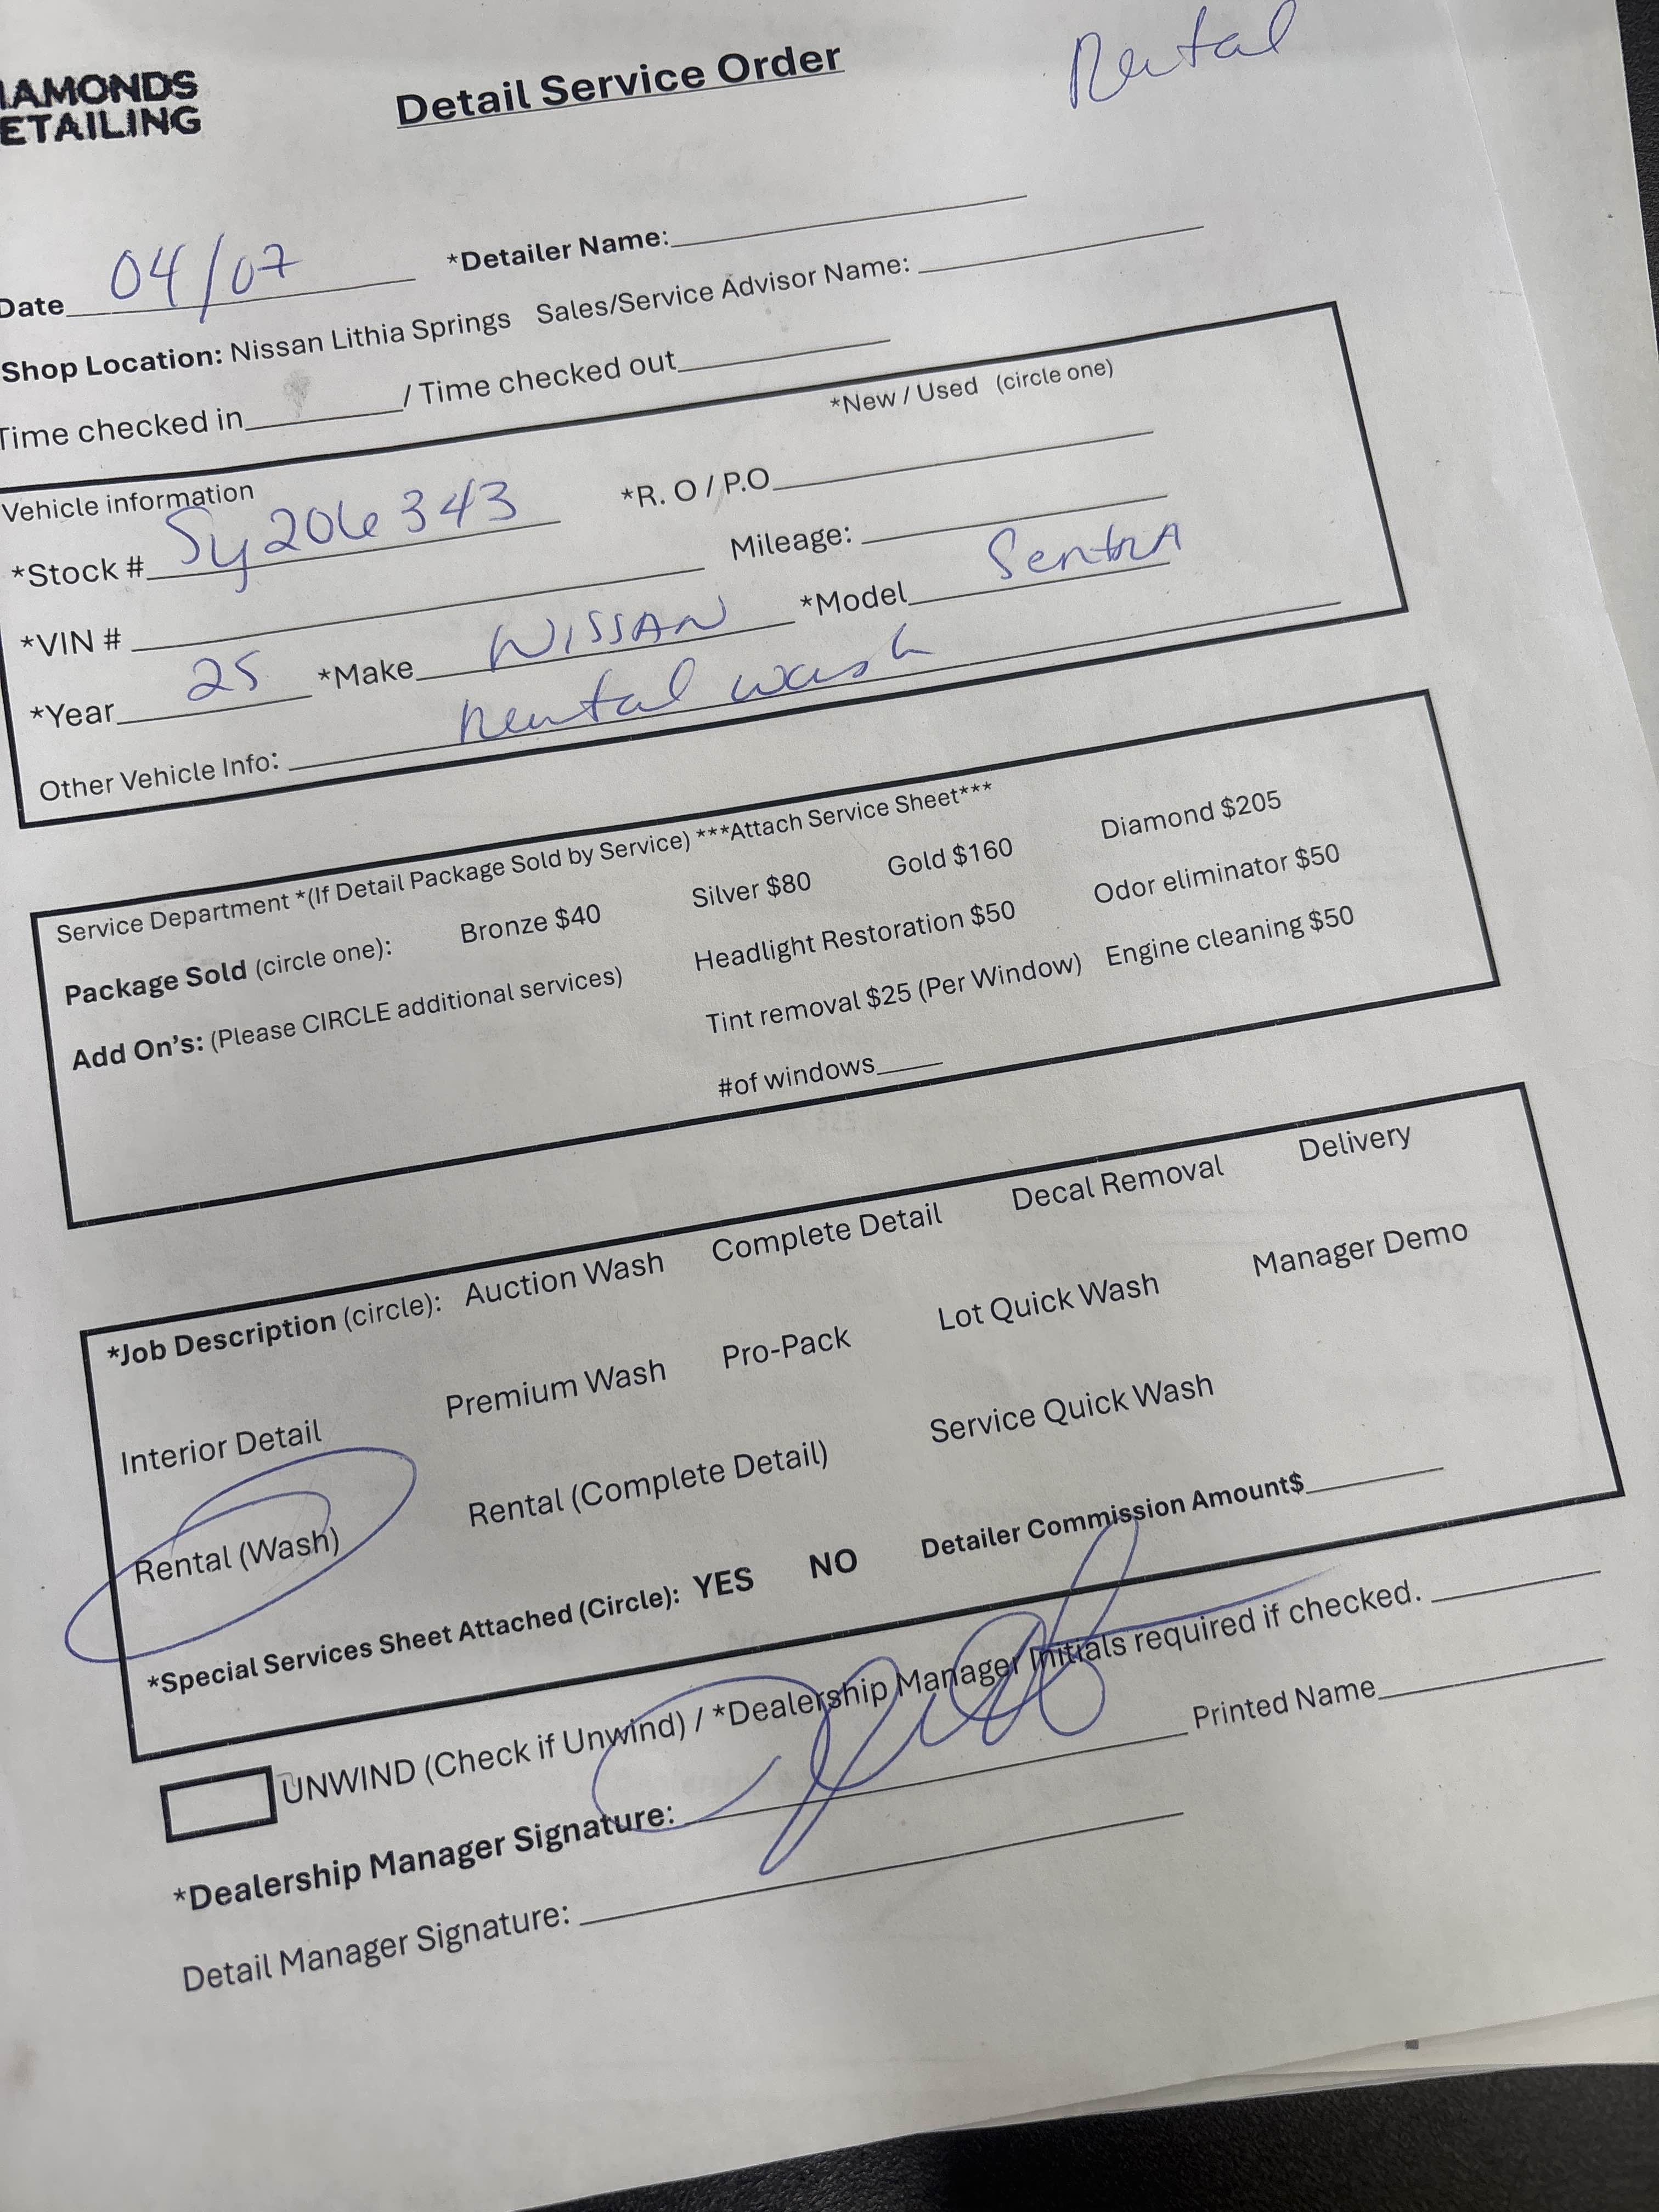 Rental
IAMONDS
ETAILING
Detail Service Order
Date 04/07 *Detailer Name:
Shop Location: Nissan Lithia Springs Sales/Service Advisor Name:
Time checked in / Time checked out
Vehicle information *New / Used (circle one)
*Stock # Sy206343 *R. O / P.O
*VIN # Mileage:
*Year 25 *Make NISSAN *Model SentrA
Other Vehicle Info: Rental wash
Service Department *(If Detail Package Sold by Service) ***Attach Service Sheet***
Package Sold (circle one): Bronze $40 Silver $80 Gold $160 Diamond $205
Add On's: (Please CIRCLE additional services) Headlight Restoration $50 Odor eliminator $50
Tint removal $25 (Per Window) Engine cleaning $50
#of windows
*Job Description (circle): Auction Wash Complete Detail Decal Removal Delivery
Interior Detail Premium Wash Pro-Pack Lot Quick Wash Manager Demo
Rental (Wash) Rental (Complete Detail) Service Quick Wash
*Special Services Sheet Attached (Circle): YES NO Detailer Commission Amount$
UNWIND (Check if Unwind) / *Dealership Manager Initials required if checked.
*Dealership Manager Signature: Printed Name
Detail Manager Signature: